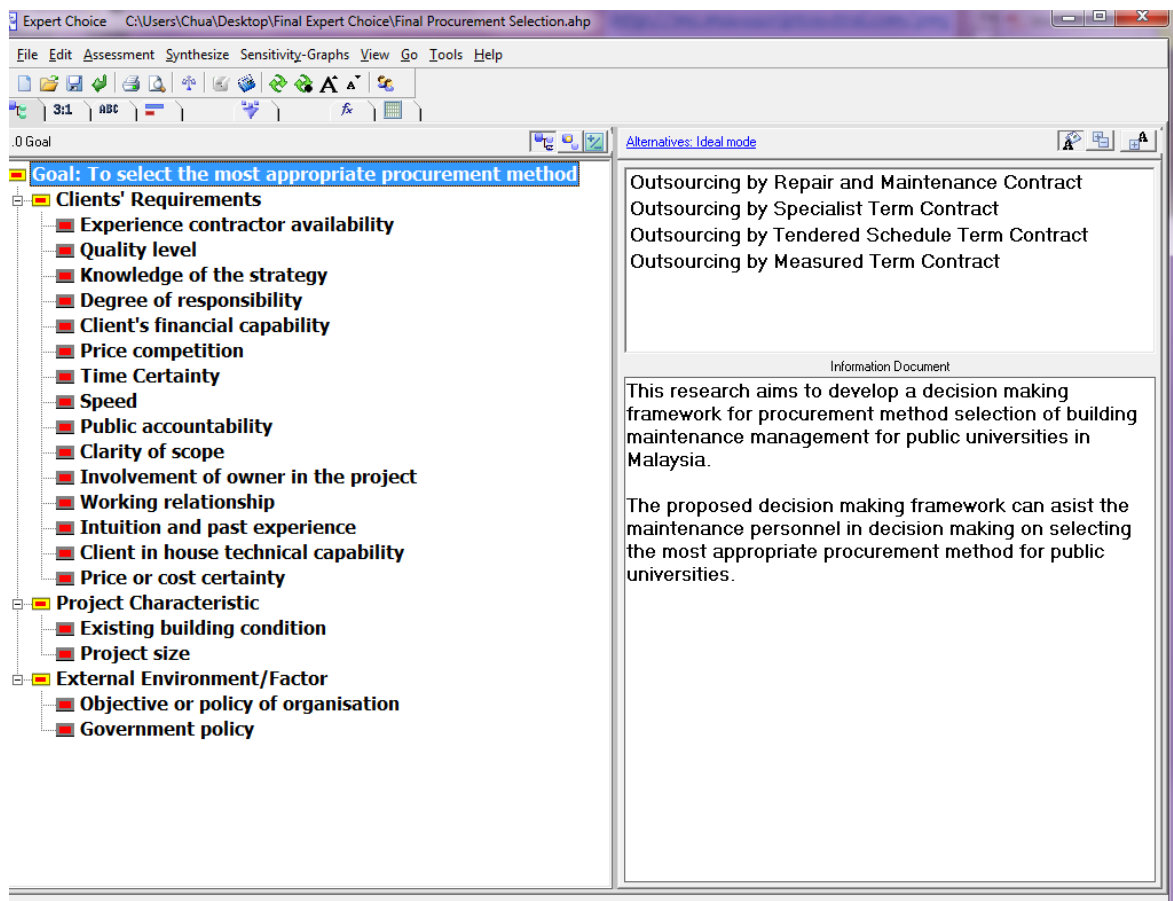 Expert Choice C:\Users\Chua\Desktop\Final Expert Choice\Final Procurement Selection.ahp
File Edit Assessment Synthesize Sensitivity-Graphs View Go Tools Help
3:1 ABC fx
.0 Goal
Alternatives: Ideal mode
Goal: To select the most appropriate procurement method
Clients' Requirements
Experience contractor availability
Quality level
Knowledge of the strategy
Degree of responsibility
Client's financial capability
Price competition
Time Certainty
Speed
Public accountability
Clarity of scope
Involvement of owner in the project
Working relationship
Intuition and past experience
Client in house technical capability
Price or cost certainty
Project Characteristic
Existing building condition
Project size
External Environment/Factor
Objective or policy of organisation
Government policy
Outsourcing by Repair and Maintenance Contract
Outsourcing by Specialist Term Contract
Outsourcing by Tendered Schedule Term Contract
Outsourcing by Measured Term Contract
Information Document
This research aims to develop a decision making
framework for procurement method selection of building
maintenance management for public universities in
Malaysia.
The proposed decision making framework can asist the
maintenance personnel in decision making on selecting
the most appropriate procurement method for public
universities.